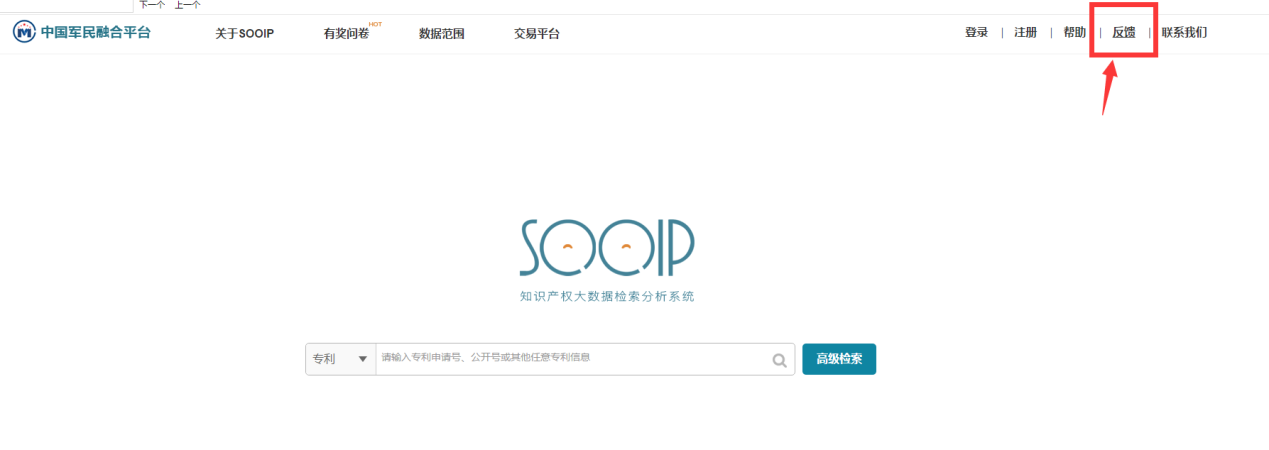 下一个 上一个
中国军民融合平台 关于SOOIP 有奖问卷 HOT 数据范围 交易平台 登录 | 注册 | 帮助 | 反馈 | 联系我们
SOOIP
知识产权大数据检索分析系统
专利 请输入专利申请号、公开号或其他任意专利信息 高级检索